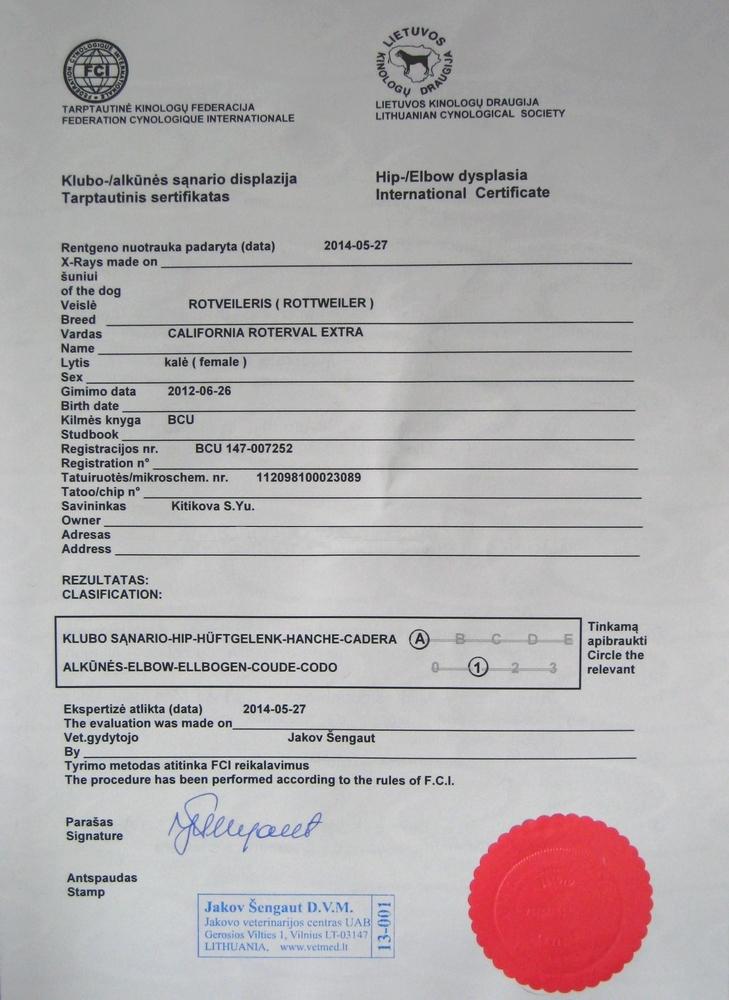 FEDERATION CYNOLOGIQUE INTERNATIONALE
FCI
LIETUVOS KINOLOGŲ DRAUGIJA
TARPTAUTINĖ KINOLOGŲ FEDERACIJA
FEDERATION CYNOLOGIQUE INTERNATIONALE
LIETUVOS KINOLOGŲ DRAUGIJA
LITHUANIAN CYNOLOGICAL SOCIETY
Klubo-/alkūnės sąnario displazija
Tarptautinis sertifikatas
Hip-/Elbow dysplasia
International Certificate
Rentgeno nuotrauka padaryta (data) 2014-05-27
X-Rays made on
šuniui
of the dog
Veislė ROTVEILERIS ( ROTTWEILER )
Breed
Vardas CALIFORNIA ROTERVAL EXTRA
Name
Lytis kalė ( female )
Sex
Gimimo data 2012-06-26
Birth date
Kilmės knyga BCU
Studbook
Registracijos nr. BCU 147-007252
Registration n°
Tatuiruotės/mikroschem. nr. 112098100023089
Tatoo/chip n°
Savininkas Kitikova S.Yu.
Owner
Adresas
Address
REZULTATAS:
CLASIFICATION:
KLUBO SĄNARIO-HIP-HÜFTGELENK-HANCHE-CADERA A B C D E
ALKŪNĖS-ELBOW-ELLBOGEN-COUDE-CODO 0 1 2 3
Tinkamą
apibraukti
Circle the
relevant
Ekspertizė atlikta (data) 2014-05-27
The evaluation was made on
Vet.gydytojo Jakov Šengaut
By
Tyrimo metodas atitinka FCI reikalavimus
The procedure has been performed according to the rules of F.C.I.
Parašas
Signature
Antspaudas
Stamp
Jakov Šengaut D.V.M.
Jakovo veterinarijos centras UAB
Gerosios Vilties 1, Vilnius LT-03147
LITHUANIA, www.vetmed.lt
13-001